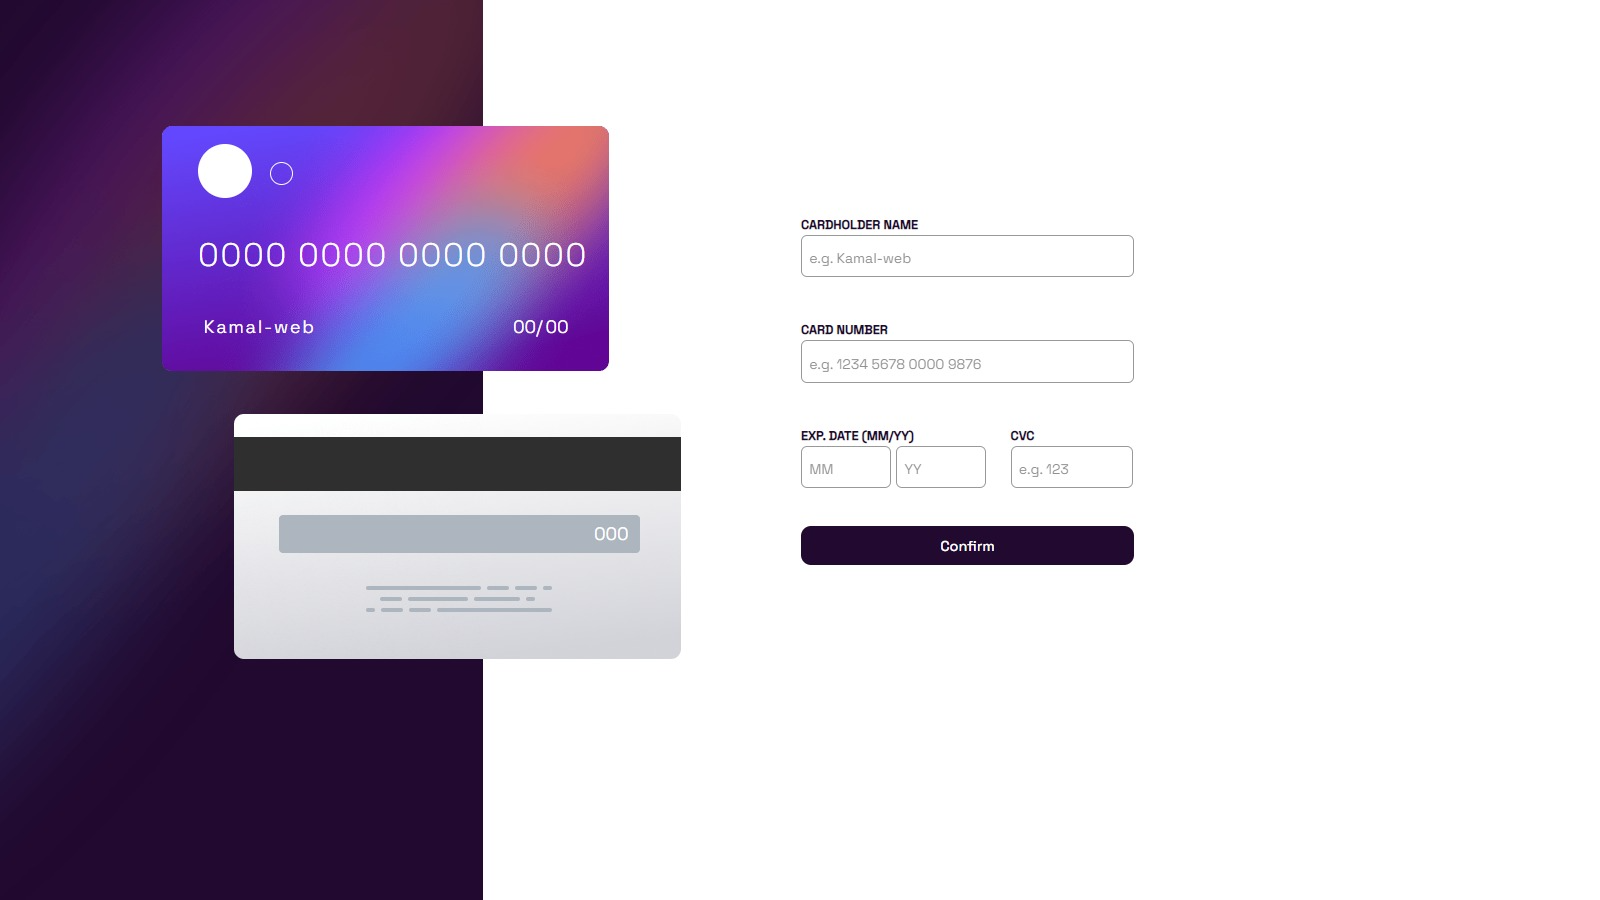 0000 0000 0000 0000
Kamal-web 00/00
000
CARDHOLDER NAME
e.g. Kamal-web
CARD NUMBER
e.g. 1234 5678 0000 9876
EXP. DATE (MM/YY) CVC
MM YY e.g. 123
Confirm